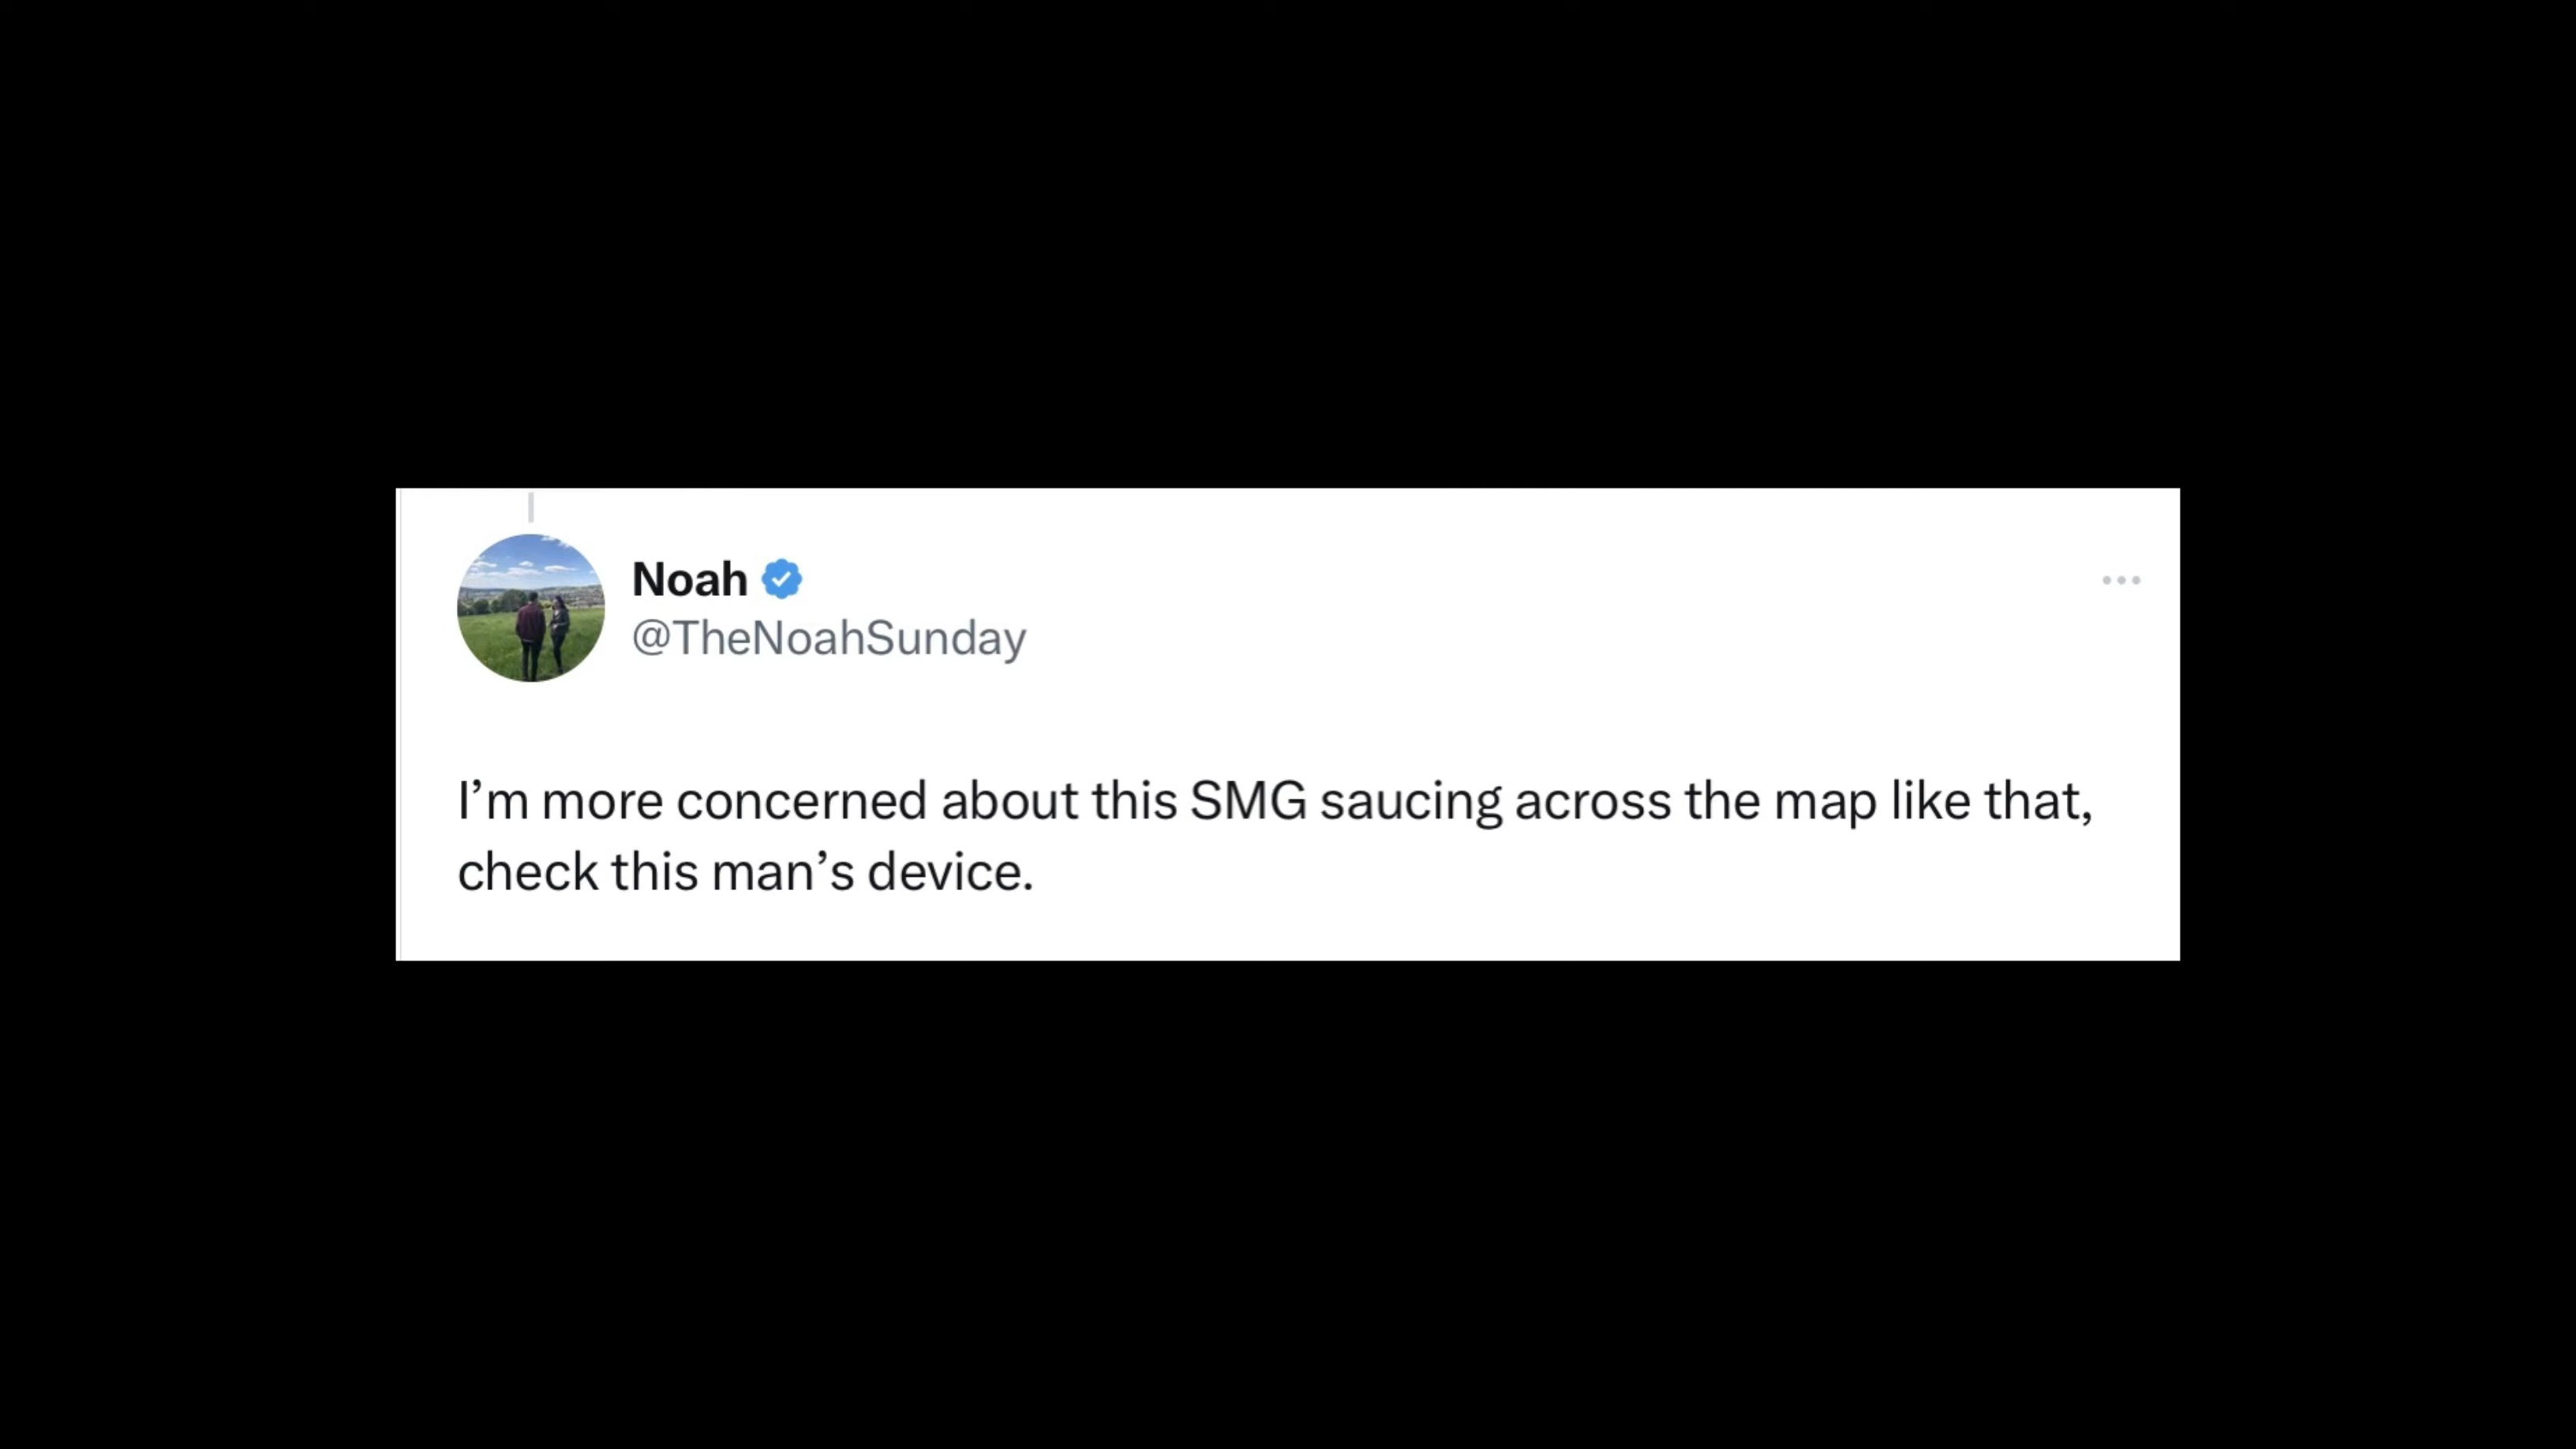 Noah
@TheNoahSunday
I’m more concerned about this SMG saucing across the map like that,
check this man’s device.